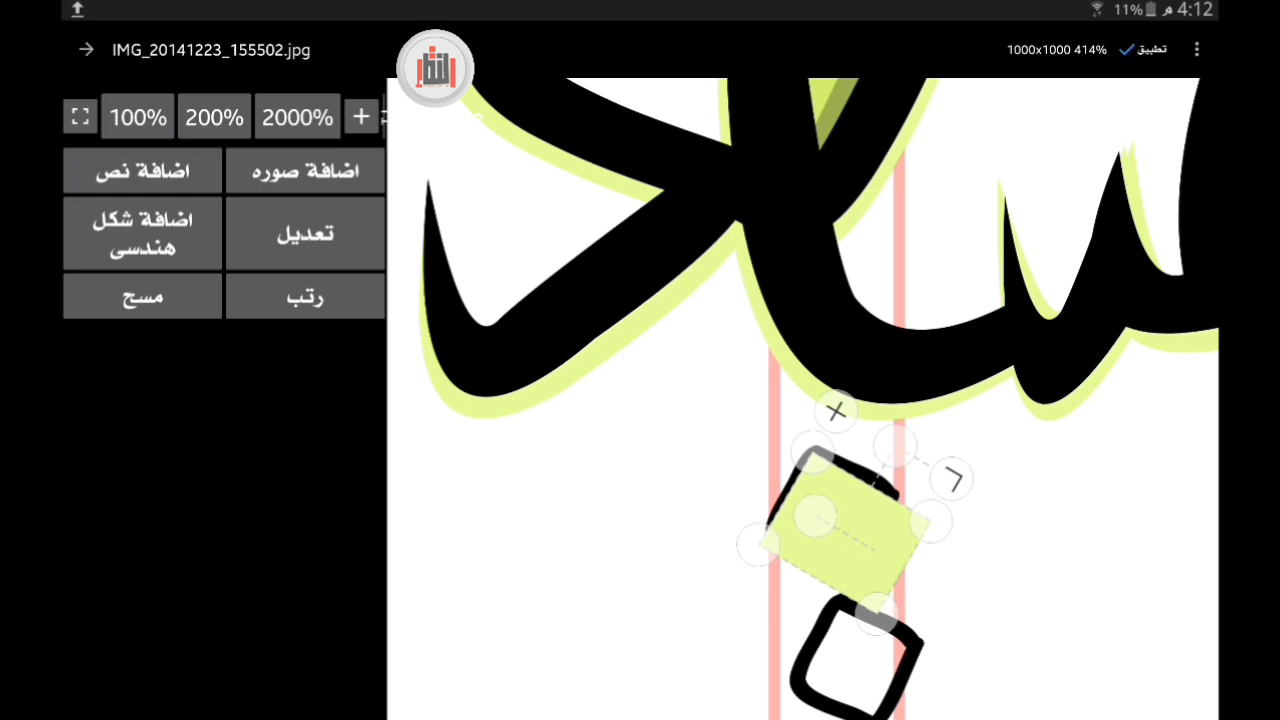 11% 4:12 م
IMG_20141223_155502.jpg
1000x1000 414% تطبيق
100% 200% 2000% +
اضافة نص اضافة صوره
اضافة شكل هندسى تعديل
مسح رتب